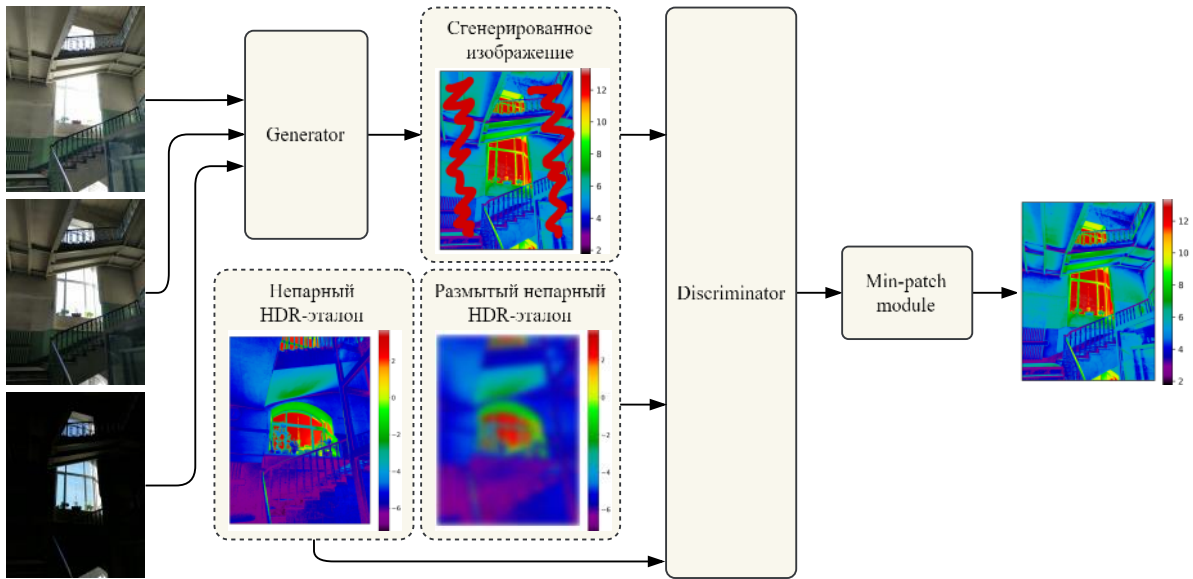 Generator
Сгенерированное
изображение
12
10
8
6
4
2
Непарный
HDR-эталон
2
0
−2
−4
−6
Размытый непарный
HDR-эталон
2
0
−2
−4
−6
Discriminator
Min-patch
module
12
10
8
6
4
2